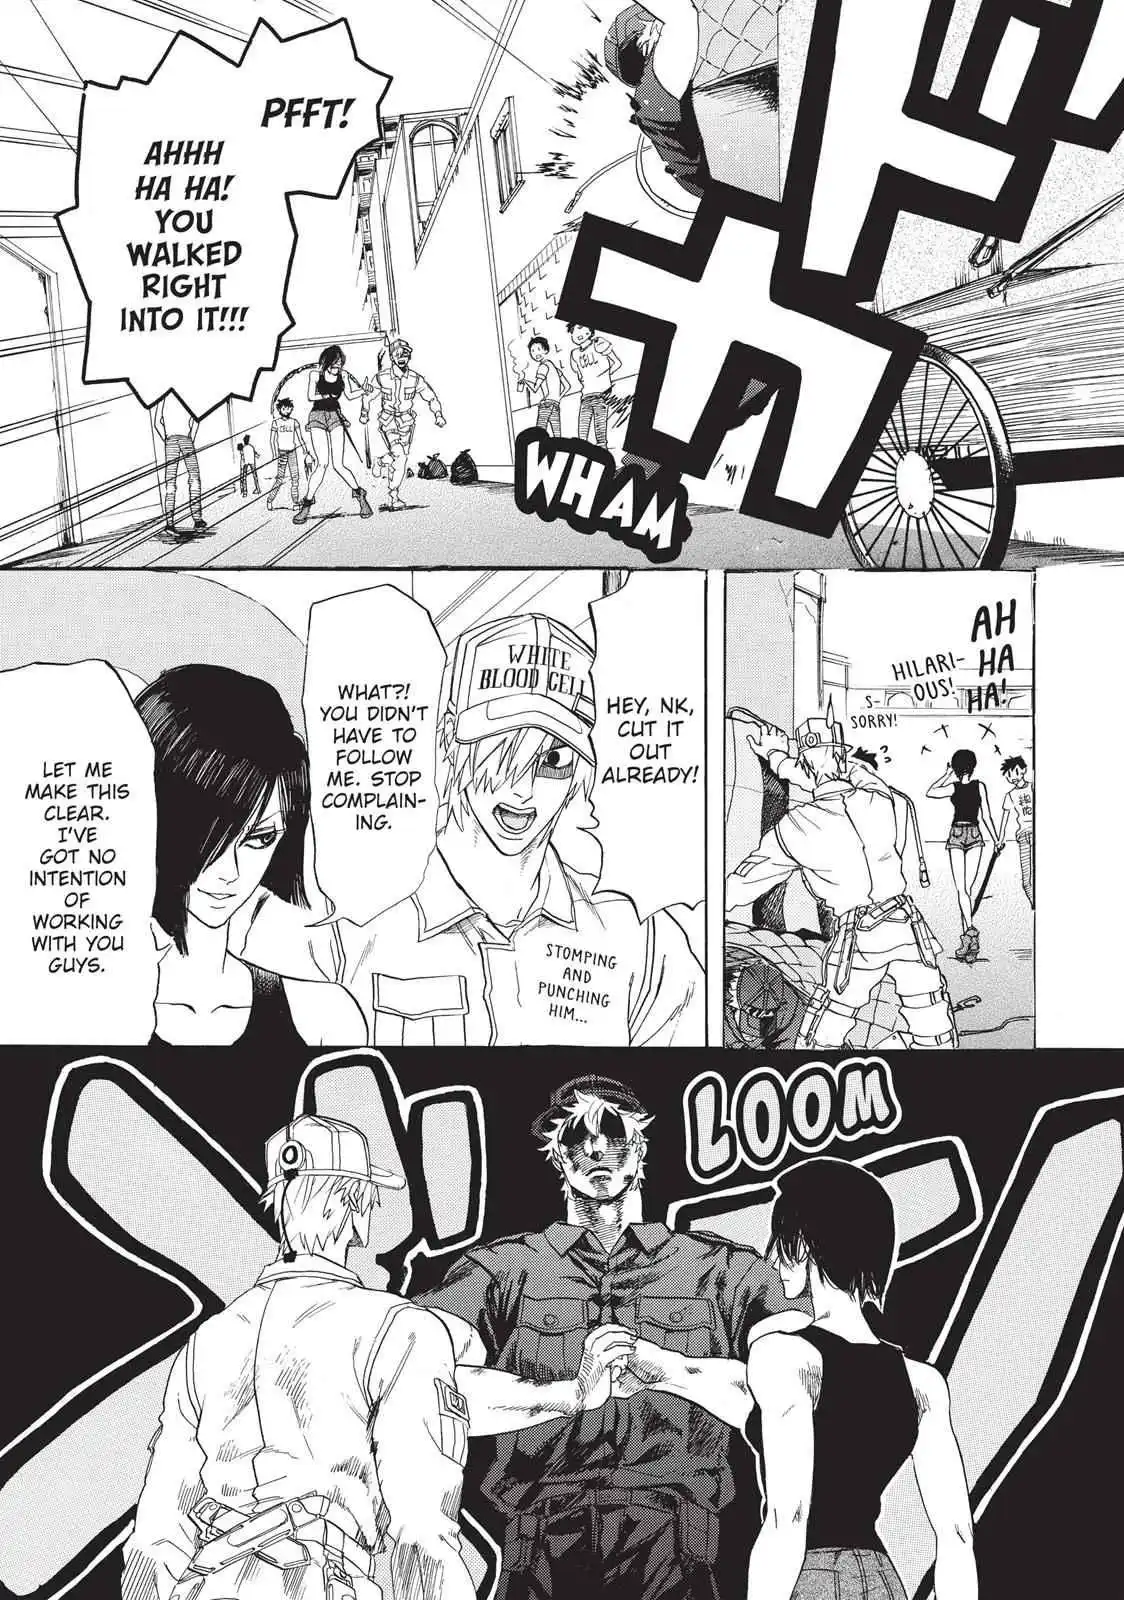 PFFT!
AHHH
HA HA!
YOU
WALKED
RIGHT
INTO IT!!!
CELL
CELL
ドカ
WHAM
AH
HA
HA!
HILARI-
OUS!
S-
SORRY!
HEY, NK,
CUT IT
OUT
ALREADY!
WHITE
BLOOD CELL
STOMPING
AND
PUNCHING
HIM...
WHAT?!
YOU DIDN'T
HAVE TO
FOLLOW
ME. STOP
COMPLAIN-
ING.
LET ME
MAKE THIS
CLEAR.
I'VE
GOT NO
INTENTION
OF
WORKING
WITH YOU
GUYS.
LOOM